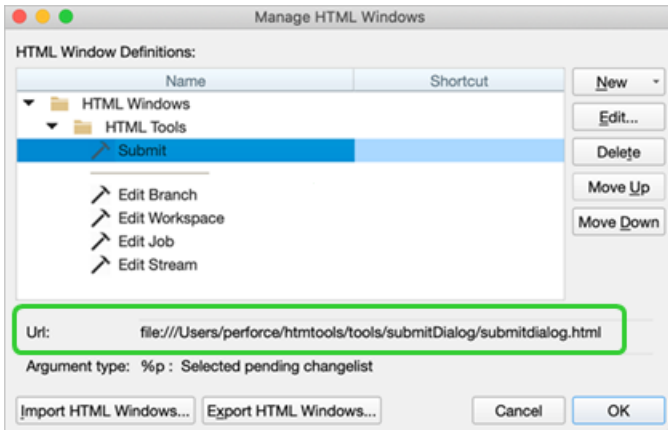 Manage HTML Windows
HTML Window Definitions:
Name Shortcut
HTML Windows
HTML Tools
Submit
Edit Branch
Edit Workspace
Edit Job
Edit Stream
New
Edit...
Delete
Move Up
Move Down
Url: file:///Users/perforce/htmtools/tools/submitDialog/submitdialog.html
Argument type: %p : Selected pending changelist
Import HTML Windows... Export HTML Windows... Cancel OK